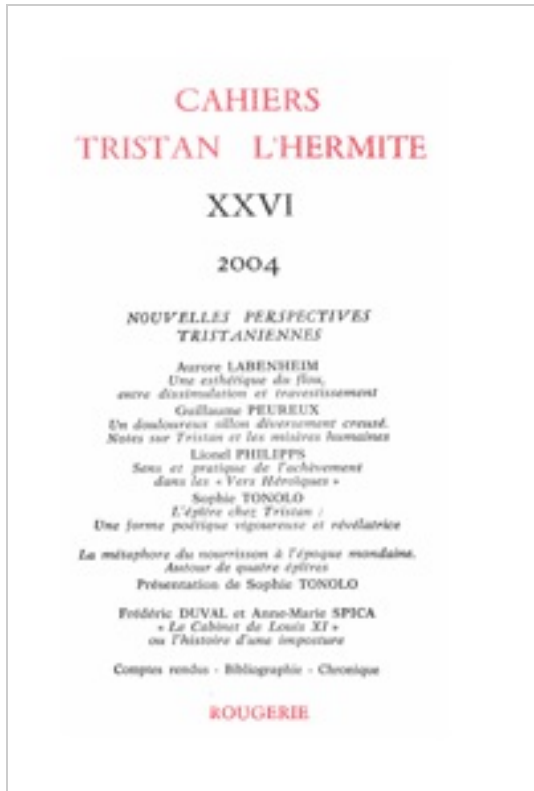 CAHIERS
TRISTAN L'HERMITE
XXVI
2004
NOUVELLES PERSPECTIVES
TRISTANIENNES
Aurore LABENHEIM
Une esthétique du flou,
entre dissimulation et travestissement
Guillaume PEUREUX
Un douloureux sillon diversement creusé.
Notes sur Tristan et les misères humaines
Lionel PHILIPPS
Sens et pratique de l'achèvement
dans les « Vers Héroïques »
Sophie TONOLO
L'épître chez Tristan :
Une forme poétique vigoureuse et révélatrice
La métaphore du nourrisson à l'époque mondaine.
Autour de quatre épîtres
Présentation de Sophie TONOLO
Frédéric DUVAL et Anne-Marie SPICA
« Le Cabinet de Louis XI »
ou l'histoire d'une imposture
Comptes rendus - Bibliographie - Chronique
ROUGERIE